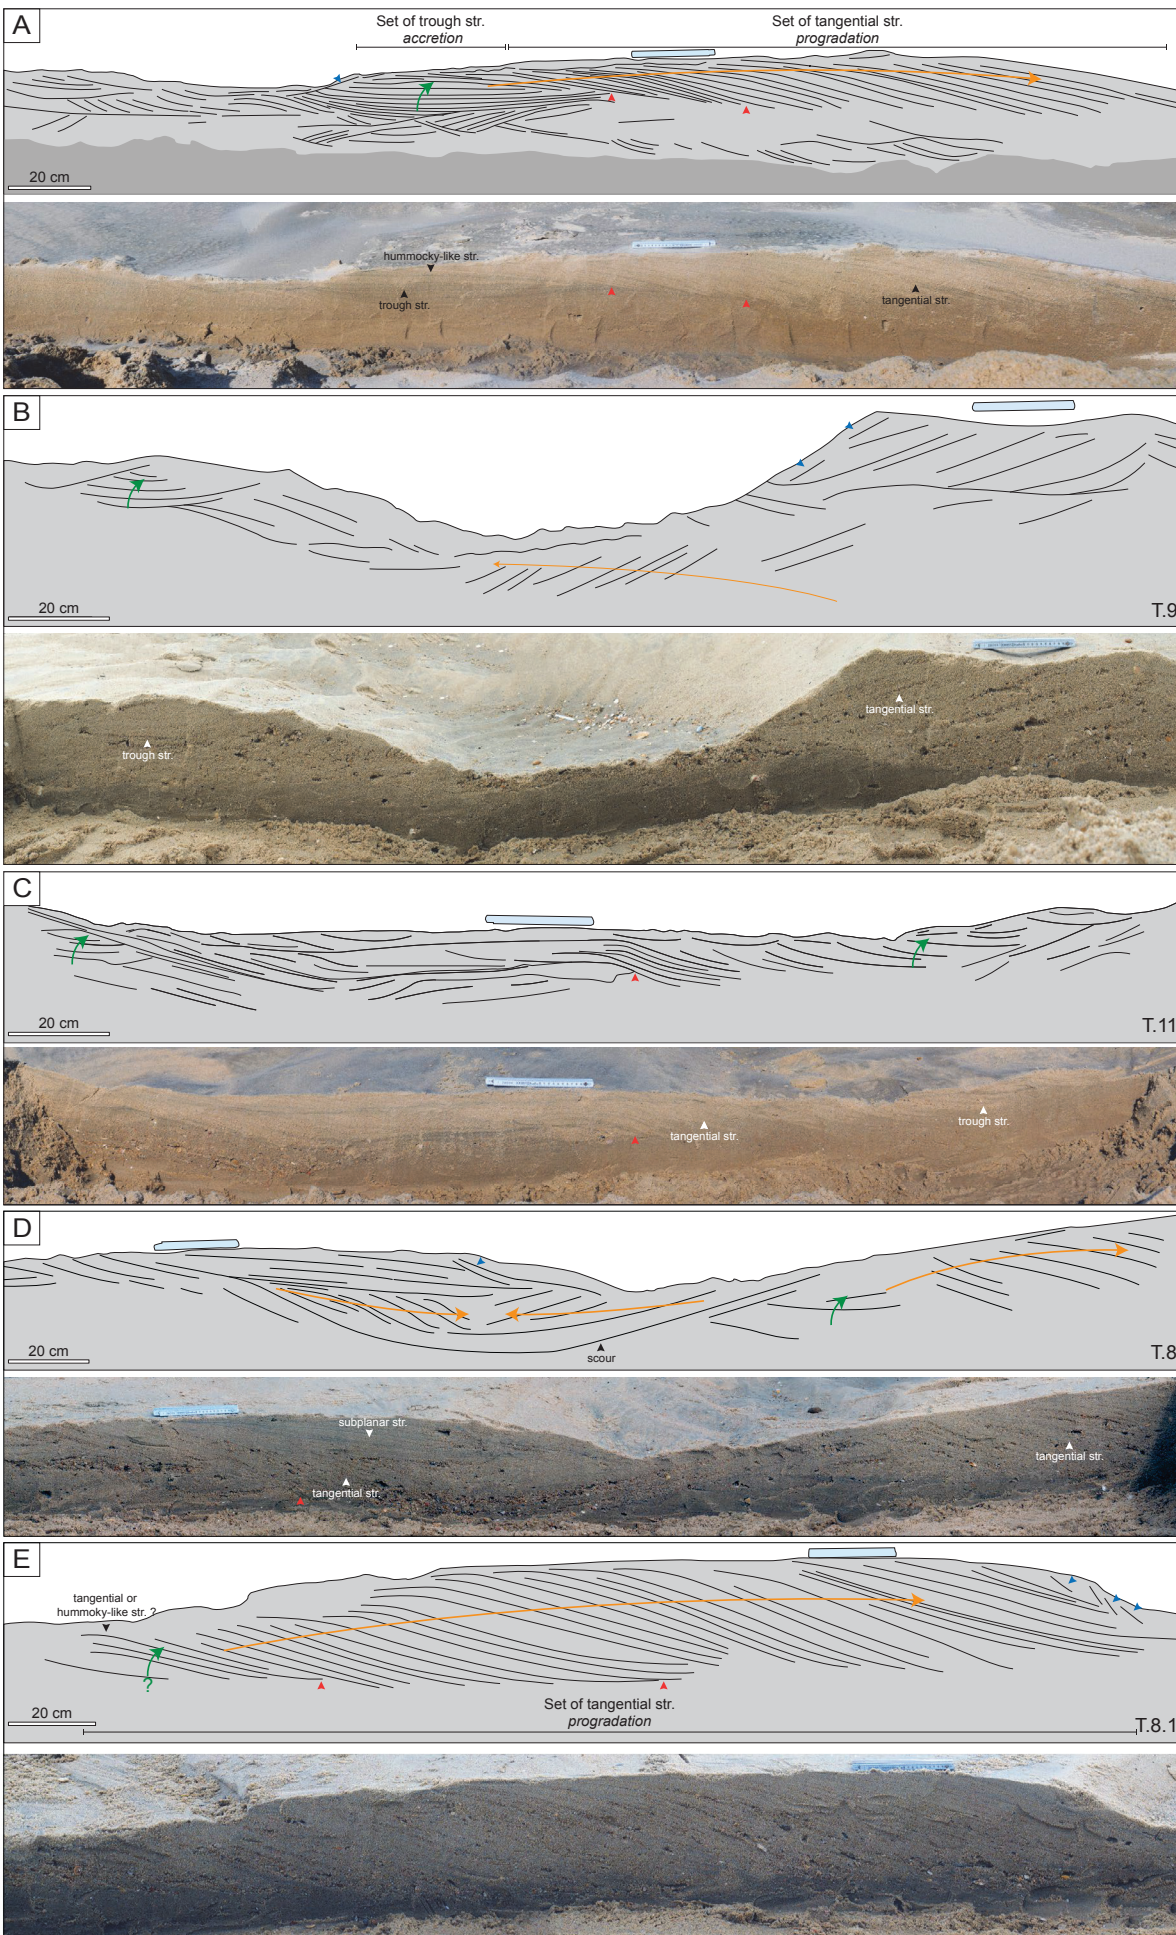 A
Set of trough str.
accretion
Set of tangential str.
progradation
20 cm
hummocky-like str.
trough str.
tangential str.
B
20 cm
T.9
tangential str.
trough str.
C
20 cm
T.11
trough str.
tangential str.
D
20 cm
scour
T.8
subplanar str.
tangential str.
tangential str.
E
tangential or
hummoky-like str. ?
?
20 cm
Set of tangential str.
progradation
T.8.1